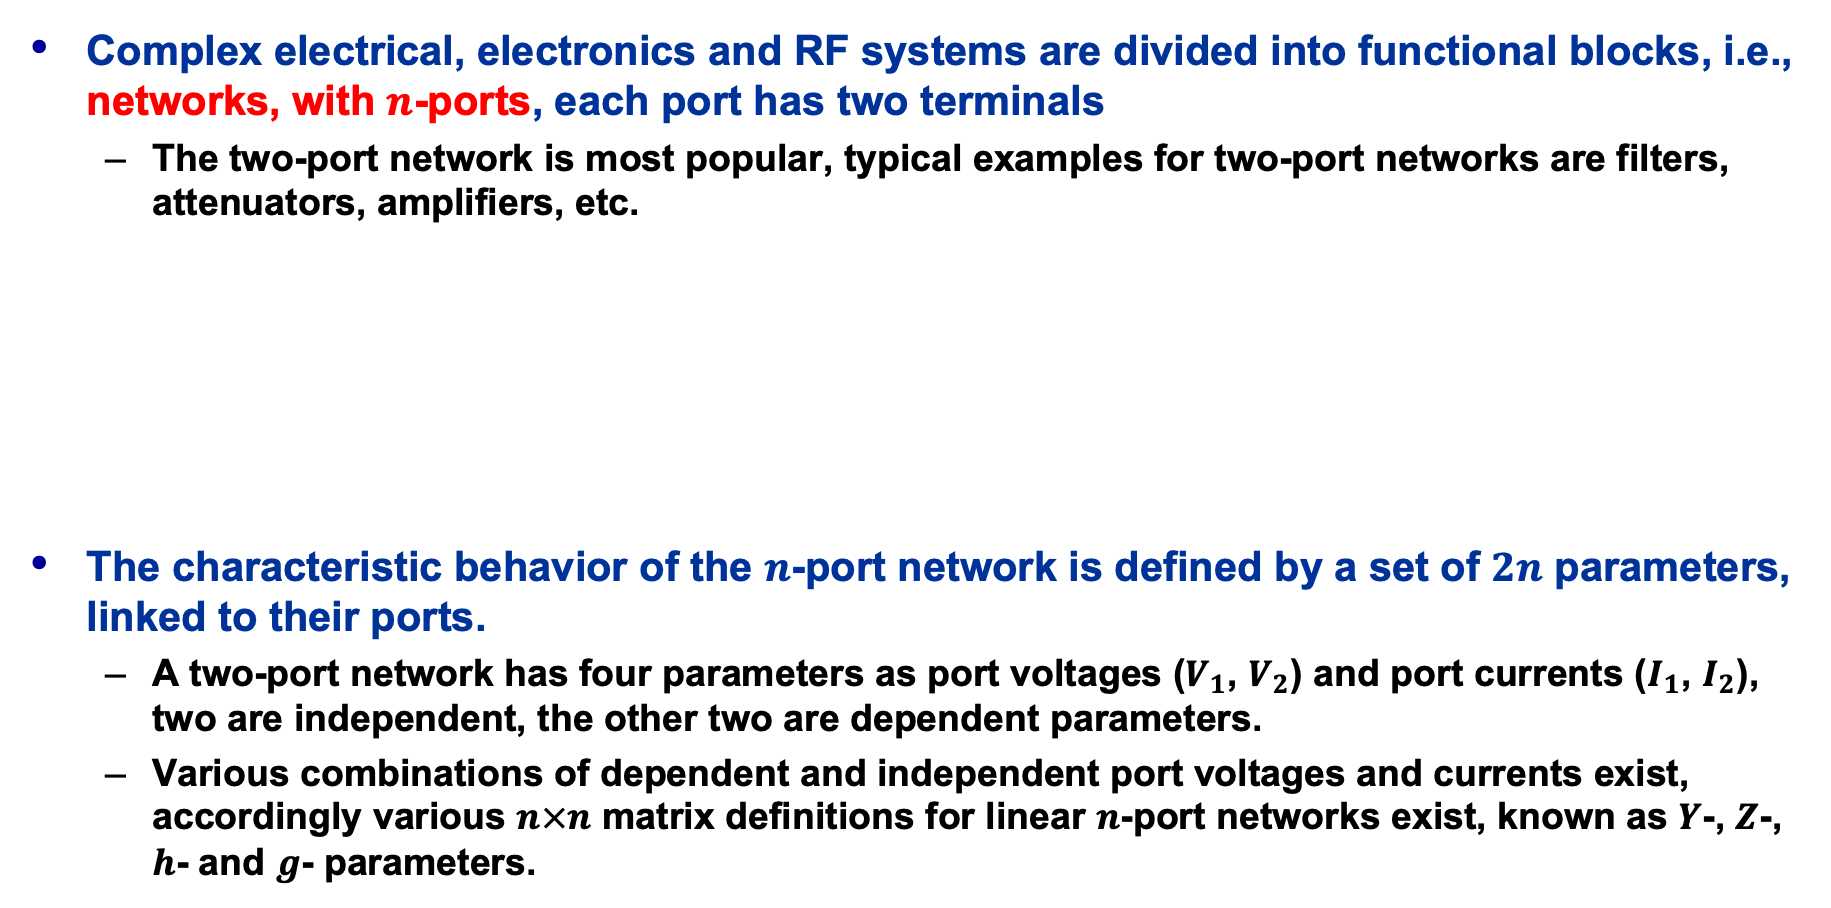 • Complex electrical, electronics and RF systems are divided into functional blocks, i.e.,
networks, with n-ports, each port has two terminals
– The two-port network is most popular, typical examples for two-port networks are filters,
attenuators, amplifiers, etc.
• The characteristic behavior of the n-port network is defined by a set of 2n parameters,
linked to their ports.
– A two-port network has four parameters as port voltages (V₁, V₂) and port currents (I₁, I₂),
two are independent, the other two are dependent parameters.
– Various combinations of dependent and independent port voltages and currents exist,
accordingly various n×n matrix definitions for linear n-port networks exist, known as Y-, Z-,
h- and g- parameters.